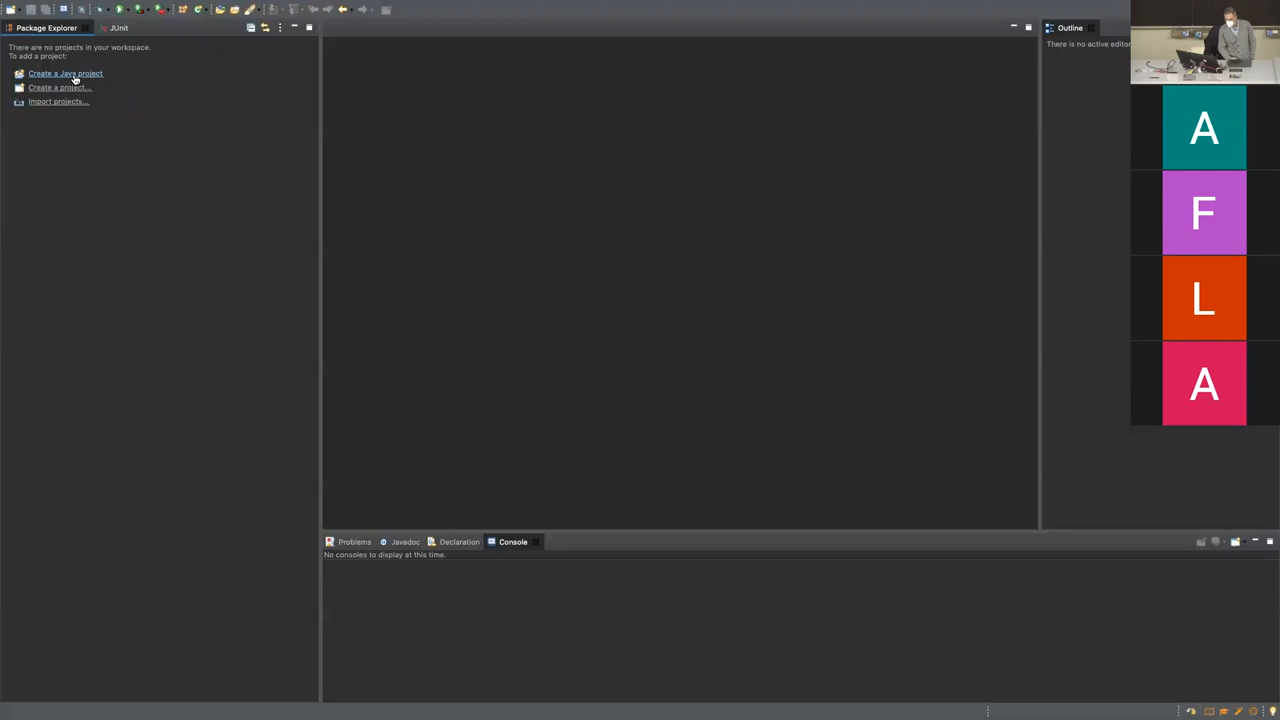 Package Explorer
JUnit
There are no projects in your workspace.
To add a project:
Create a Java project
Create a project...
Import projects...
Outline
There is no active editor
A
F
L
A
Problems
Javadoc
Declaration
Console
No consoles to display at this time.